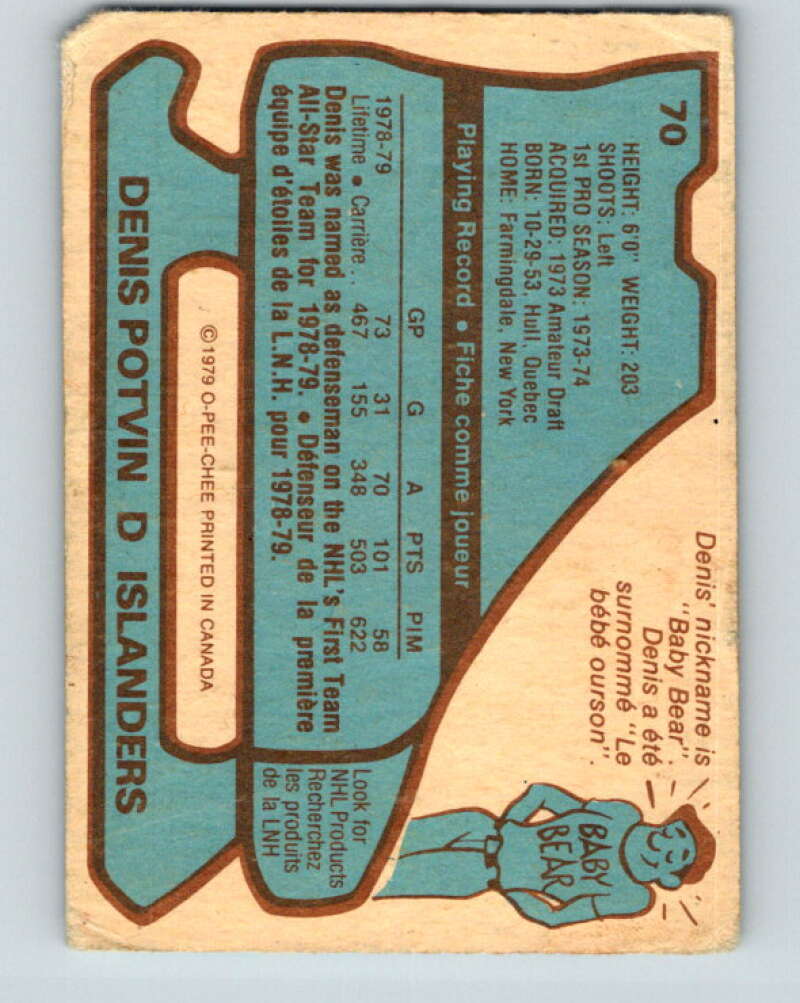 70
HEIGHT: 6'0" WEIGHT: 203
SHOOTS: Left
1st PRO SEASON: 1973-74
ACQUIRED: 1973 Amateur Draft
BORN: 10-29-53, Hull, Quebec
HOME: Farmingdale, New York
Denis' nickname is
"Baby Bear".
Denis a été
surnommé "Le
bébé ourson".
BABY
BEAR
Playing Record • Fiche comme joueur
GP G A PTS PIM
1978-79 73 31 70 101 58
Lifetime • Carrière . . 467 155 348 503 622
Denis was named as defenseman on the NHL's First Team
All-Star Team for 1978-79. • Défenseur de la première
équipe d'étoiles de la L.N.H. pour 1978-79.
Look for
NHL Products
Recherchez
les produits
de la LNH
© 1979 O-PEE-CHEE PRINTED IN CANADA
DENIS POTVIN D ISLANDERS